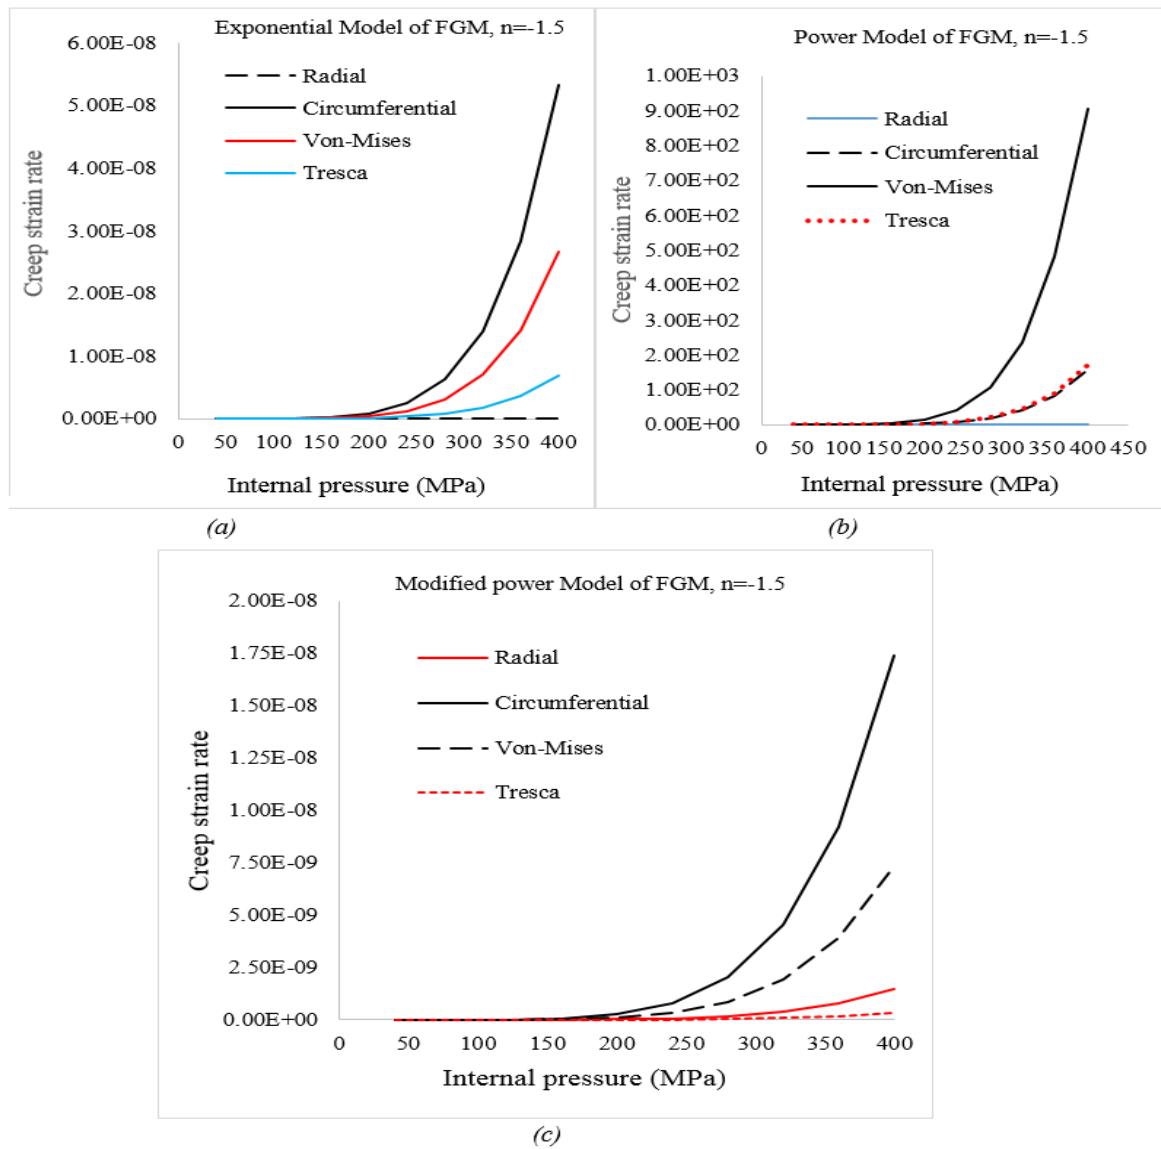 Exponential Model of FGM, n=-1.5
6.00E-08
5.00E-08
4.00E-08
3.00E-08
2.00E-08
1.00E-08
0.00E+00
Creep strain rate
Radial
Circumferential
Von-Mises
Tresca
0 50 100 150 200 250 300 350 400
Internal pressure (MPa)
(a)
Power Model of FGM, n=-1.5
1.00E+03
9.00E+02
8.00E+02
7.00E+02
6.00E+02
5.00E+02
4.00E+02
3.00E+02
2.00E+02
1.00E+02
0.00E+00
Creep strain rate
Radial
Circumferential
Von-Mises
Tresca
0 50 100 150 200 250 300 350 400 450
Internal pressure (MPa)
(b)
Modified power Model of FGM, n=-1.5
2.00E-08
1.75E-08
1.50E-08
1.25E-08
1.00E-08
7.50E-09
5.00E-09
2.50E-09
0.00E+00
Creep strain rate
Radial
Circumferential
Von-Mises
Tresca
0 50 100 150 200 250 300 350 400
Internal pressure (MPa)
(c)